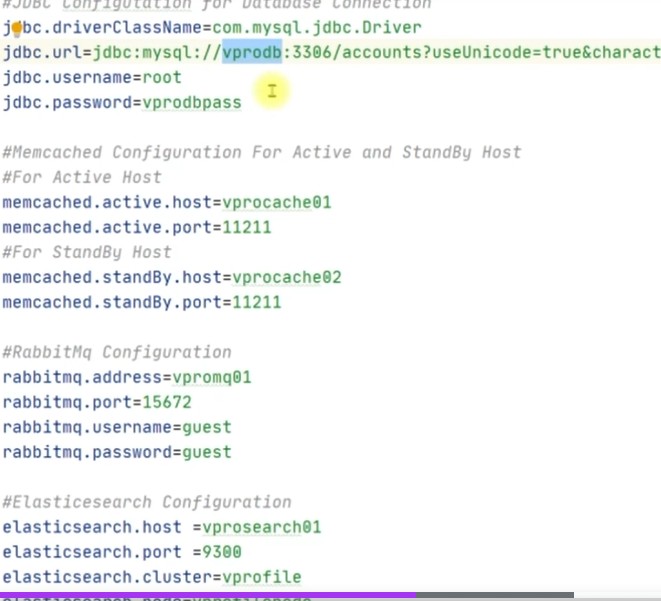 #JDBC Configutation for Database Connection
jdbc.driverClassName=com.mysql.jdbc.Driver
jdbc.url=jdbc:mysql://vprodb:3306/accounts?useUnicode=true&charact
jdbc.username=root
jdbc.password=vprodbpass
#Memcached Configuration For Active and StandBy Host
#For Active Host
memcached.active.host=vprocache01
memcached.active.port=11211
#For StandBy Host
memcached.standBy.host=vprocache02
memcached.standBy.port=11211
#RabbitMq Configuration
rabbitmq.address=vpromq01
rabbitmq.port=15672
rabbitmq.username=guest
rabbitmq.password=guest
#Elasticesearch Configuration
elasticsearch.host =vprosearch01
elasticsearch.port =9300
elasticsearch.cluster=vprofile
elasticsearch.node=vprofilenode